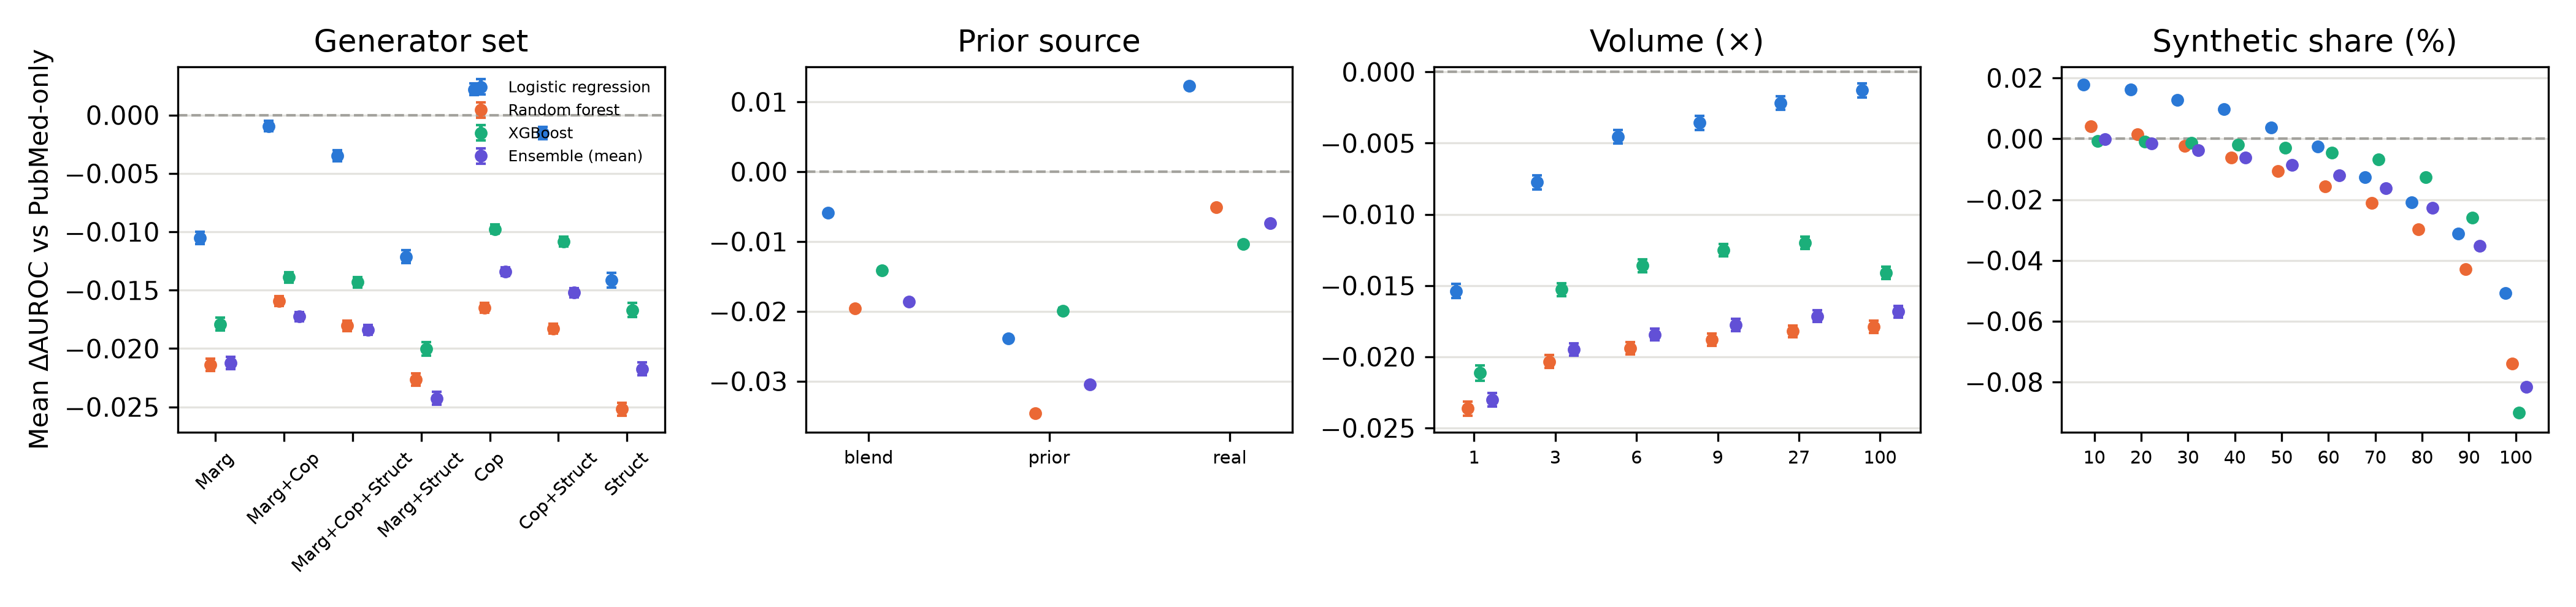 Generator set
Prior source
Volume (×)
Synthetic share (%)
Mean ΔAUROC vs PubMed-only
0.000
−0.005
−0.010
−0.015
−0.020
−0.025
Logistic regression
Random forest
XGBoost
Ensemble (mean)
Marg
Marg+Cop
Marg+Cop+Struct
Marg+Struct
Cop
Cop+Struct
Struct
0.01
0.00
−0.01
−0.02
−0.03
blend
prior
real
0.000
−0.005
−0.010
−0.015
−0.020
−0.025
1
3
6
9
27
100
0.02
0.00
−0.02
−0.04
−0.06
−0.08
10
20
30
40
50
60
70
80
90
100